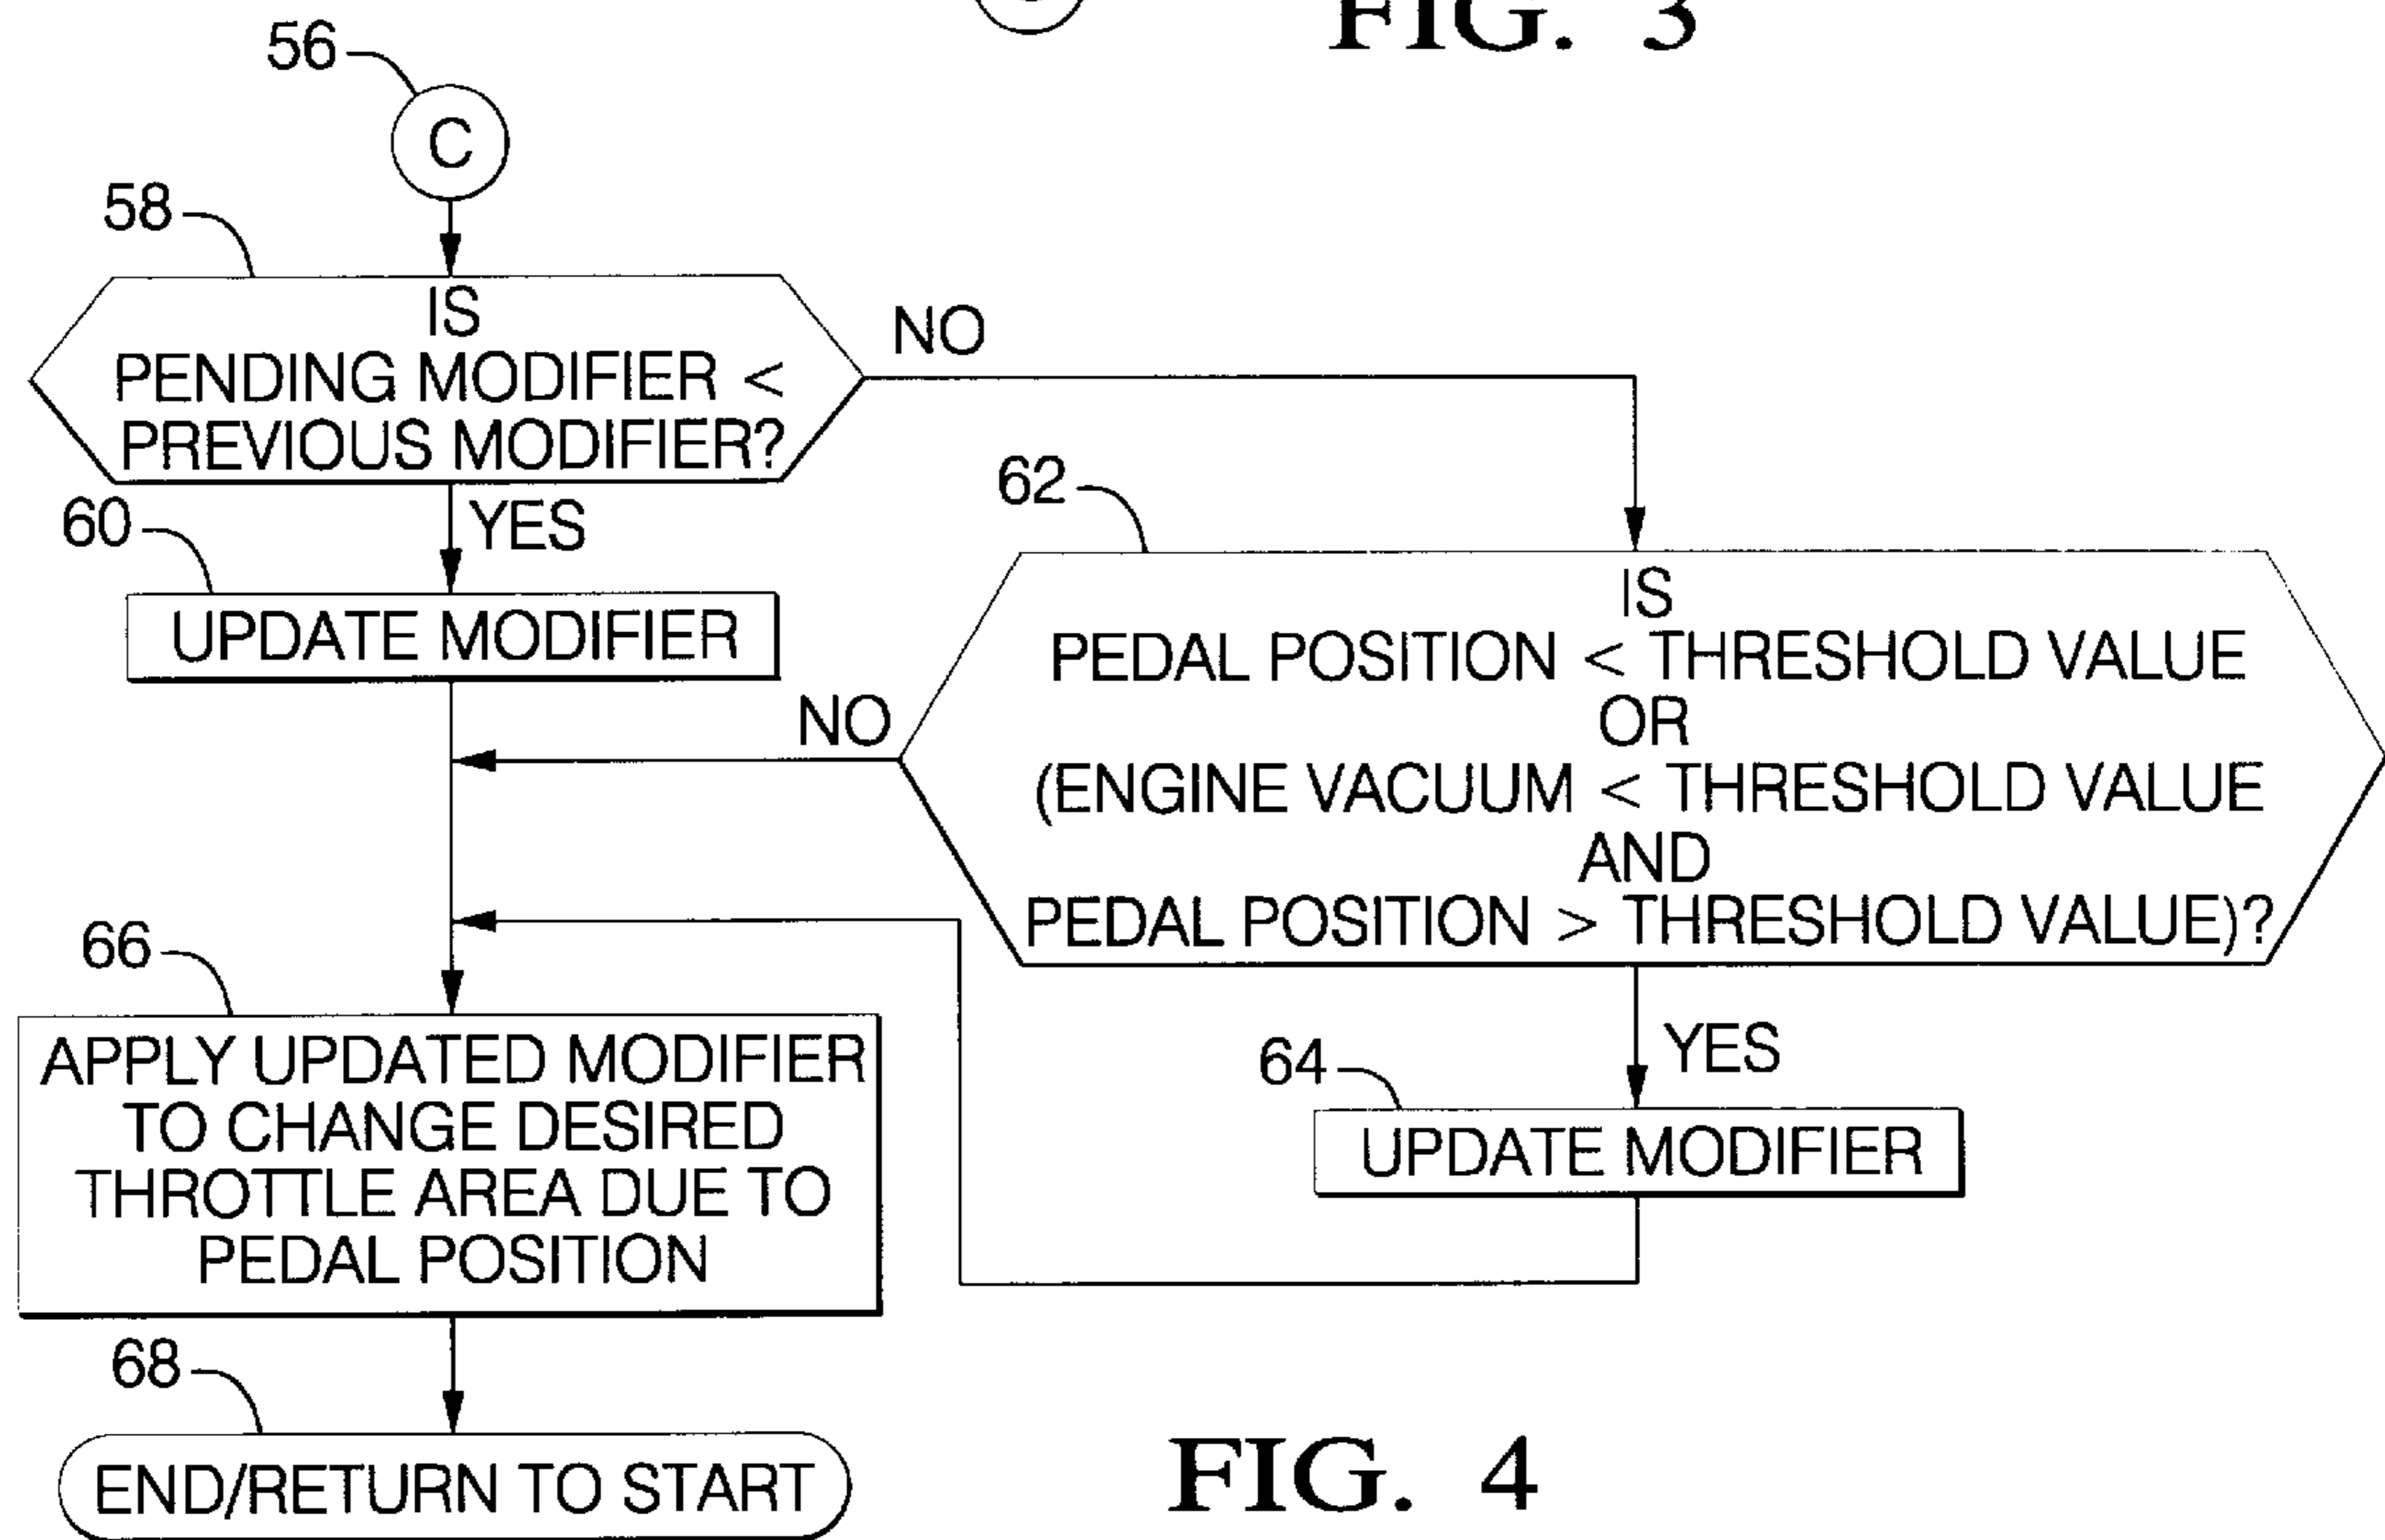 FIG. 3
56
C
58
IS
PENDING MODIFIER <
PREVIOUS MODIFIER?
NO
YES
60
UPDATE MODIFIER
62
IS
PEDAL POSITION < THRESHOLD VALUE
OR
(ENGINE VACUUM < THRESHOLD VALUE
AND
PEDAL POSITION > THRESHOLD VALUE)?
NO
YES
64
UPDATE MODIFIER
66
APPLY UPDATED MODIFIER
TO CHANGE DESIRED
THROTTLE AREA DUE TO
PEDAL POSITION
68
END/RETURN TO START
FIG. 4